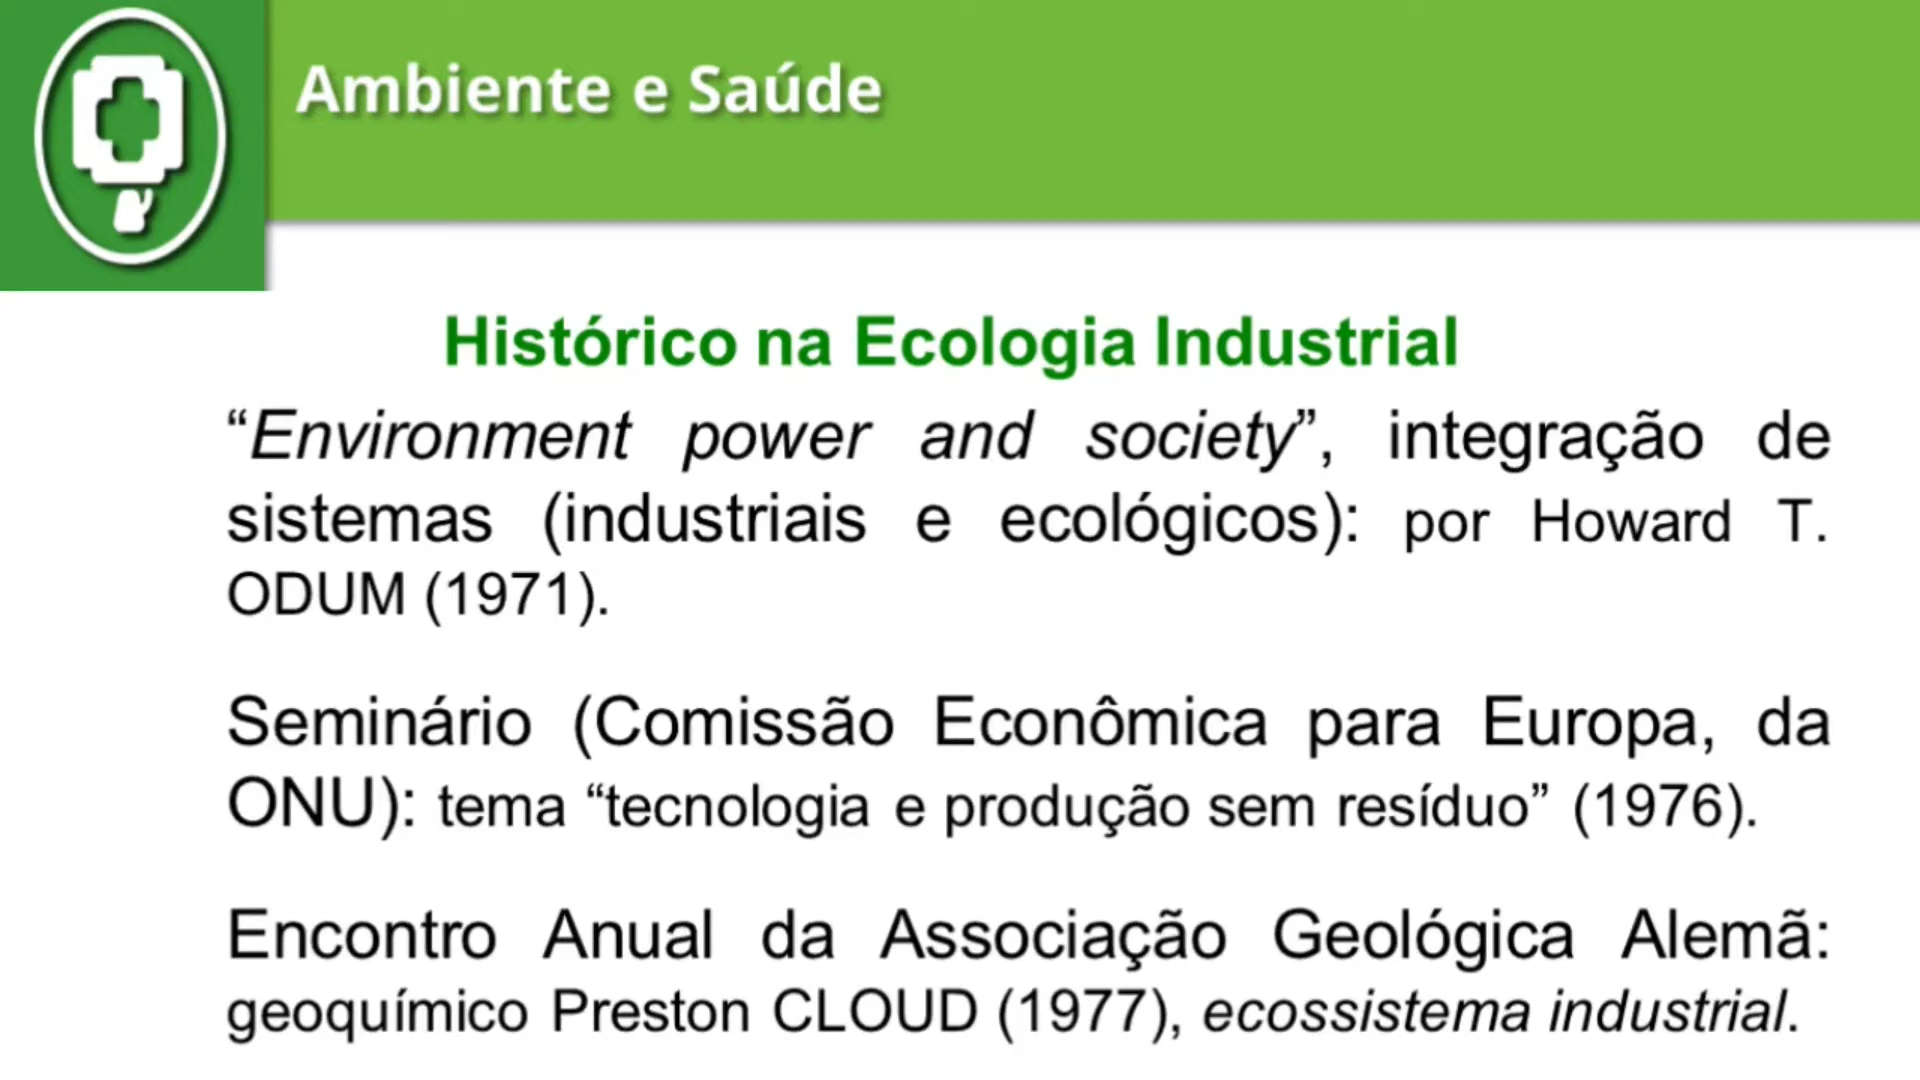 Ambiente e Saúde
Histórico na Ecologia Industrial
“Environment power and society”, integração de
sistemas (industriais e ecológicos): por Howard T.
ODUM (1971).
Seminário (Comissão Econômica para Europa, da
ONU): tema “tecnologia e produção sem resíduo” (1976).
Encontro Anual da Associação Geológica Alemã:
geoquímico Preston CLOUD (1977), ecossistema industrial.